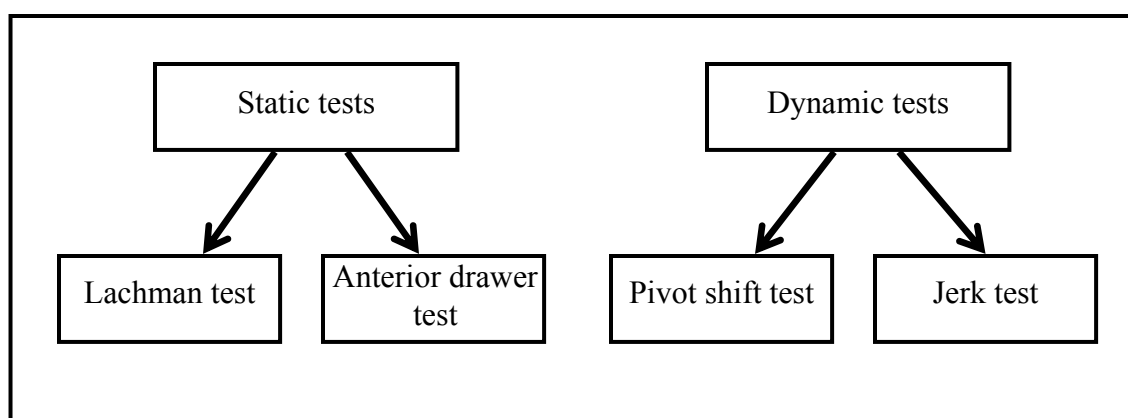 Static tests
Dynamic tests
Lachman test
Anterior drawer
test
Pivot shift test
Jerk test